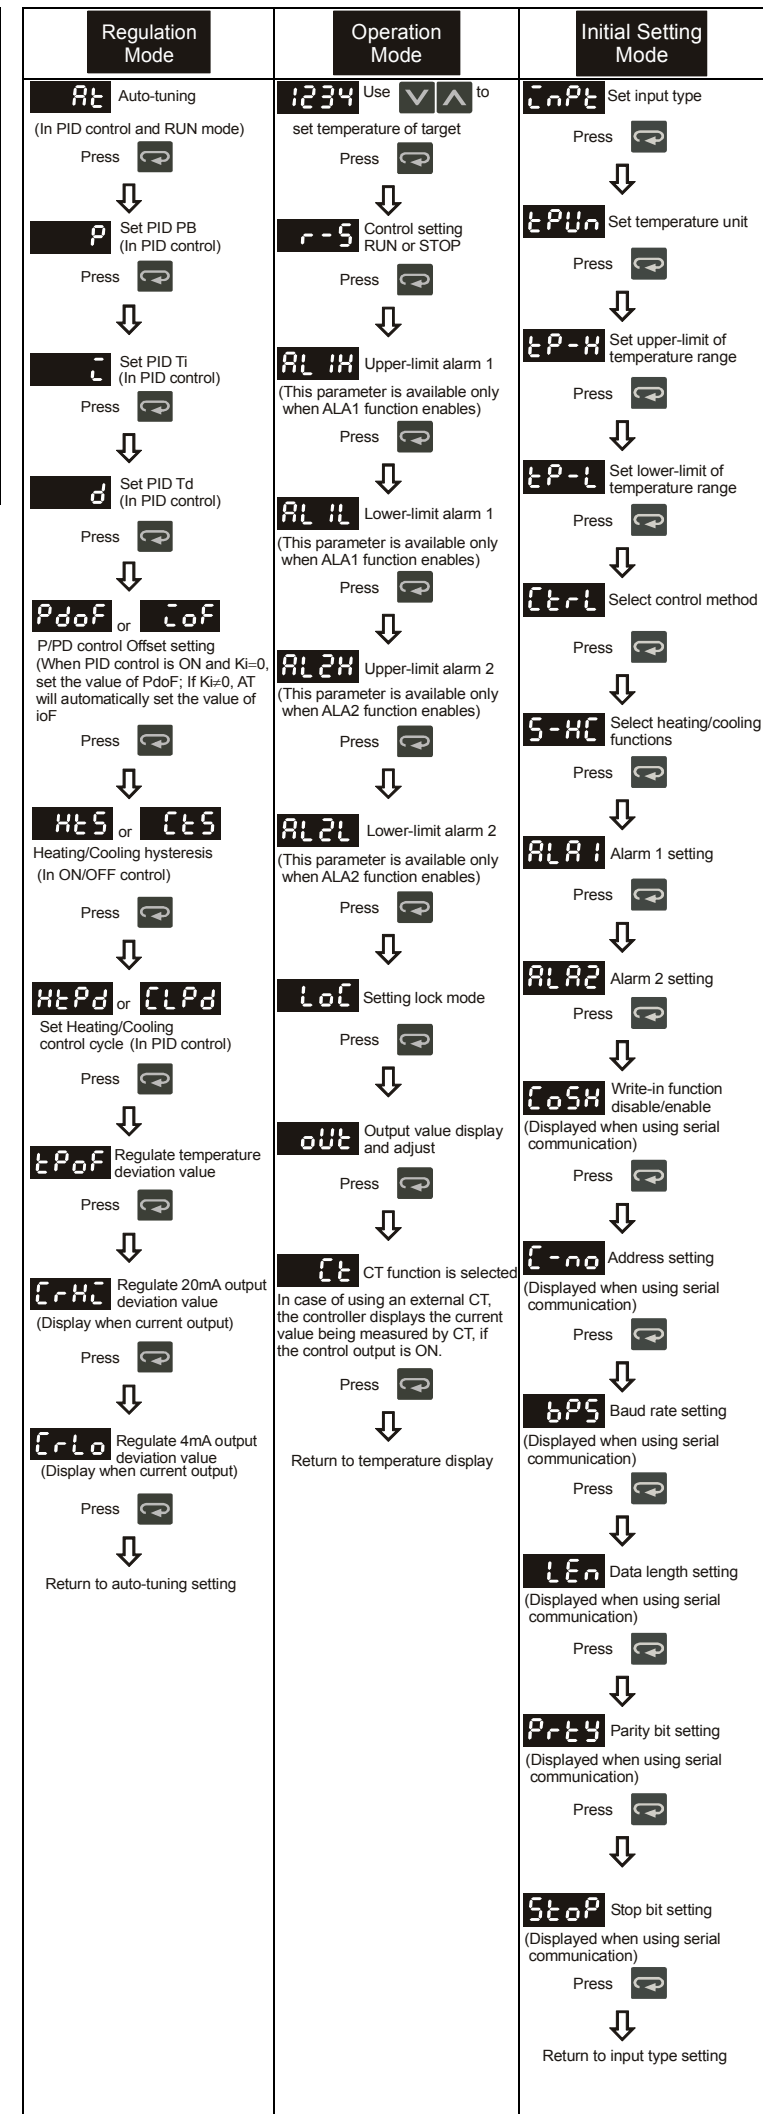 Regulation
Mode
At Auto-tuning
(In PID control and RUN mode)
Press
P Set PID PB
(In PID control)
Press
i Set PID Ti
(In PID control)
Press
d Set PID Td
(In PID control)
Press
PdoF or ioF
P/PD control Offset setting
(When PID control is ON and Ki=0,
set the value of PdoF; If Ki≠0, AT
will automatically set the value of
ioF
Press
HtS or CtS
Heating/Cooling hysteresis
(In ON/OFF control)
Press
HtPd or CLPd
Set Heating/Cooling
control cycle (In PID control)
Press
tPoF Regulate temperature
deviation value
Press
CrHi Regulate 20mA output
deviation value
(Display when current output)
Press
CrLo Regulate 4mA output
deviation value
(Display when current output)
Press
Return to auto-tuning setting
Operation
Mode
1234 Use to
set temperature of target
Press
r-S Control setting
RUN or STOP
Press
AL1H Upper-limit alarm 1
(This parameter is available only
when ALA1 function enables)
Press
AL1L Lower-limit alarm 1
(This parameter is available only
when ALA1 function enables)
Press
AL2H Upper-limit alarm 2
(This parameter is available only
when ALA2 function enables)
Press
AL2L Lower-limit alarm 2
(This parameter is available only
when ALA2 function enables)
Press
LoC Setting lock mode
Press
oUt Output value display
and adjust
Press
Ct CT function is selected
In case of using an external CT,
the controller displays the current
value being measured by CT, if
the control output is ON.
Press
Return to temperature display
Initial Setting
Mode
inPt Set input type
Press
tPUn Set temperature unit
Press
tP-H Set upper-limit of
temperature range
Press
tP-L Set lower-limit of
temperature range
Press
CtrL Select control method
Press
S-HC Select heating/cooling
functions
Press
ALA1 Alarm 1 setting
Press
ALA2 Alarm 2 setting
Press
CoSH Write-in function
disable/enable
(Displayed when using serial
communication)
Press
C-no Address setting
(Displayed when using serial
communication)
Press
bPS Baud rate setting
(Displayed when using serial
communication)
Press
LEn Data length setting
(Displayed when using serial
communication)
Press
PrtY Parity bit setting
(Displayed when using serial
communication)
Press
StoP Stop bit setting
(Displayed when using serial
communication)
Press
Return to input type setting